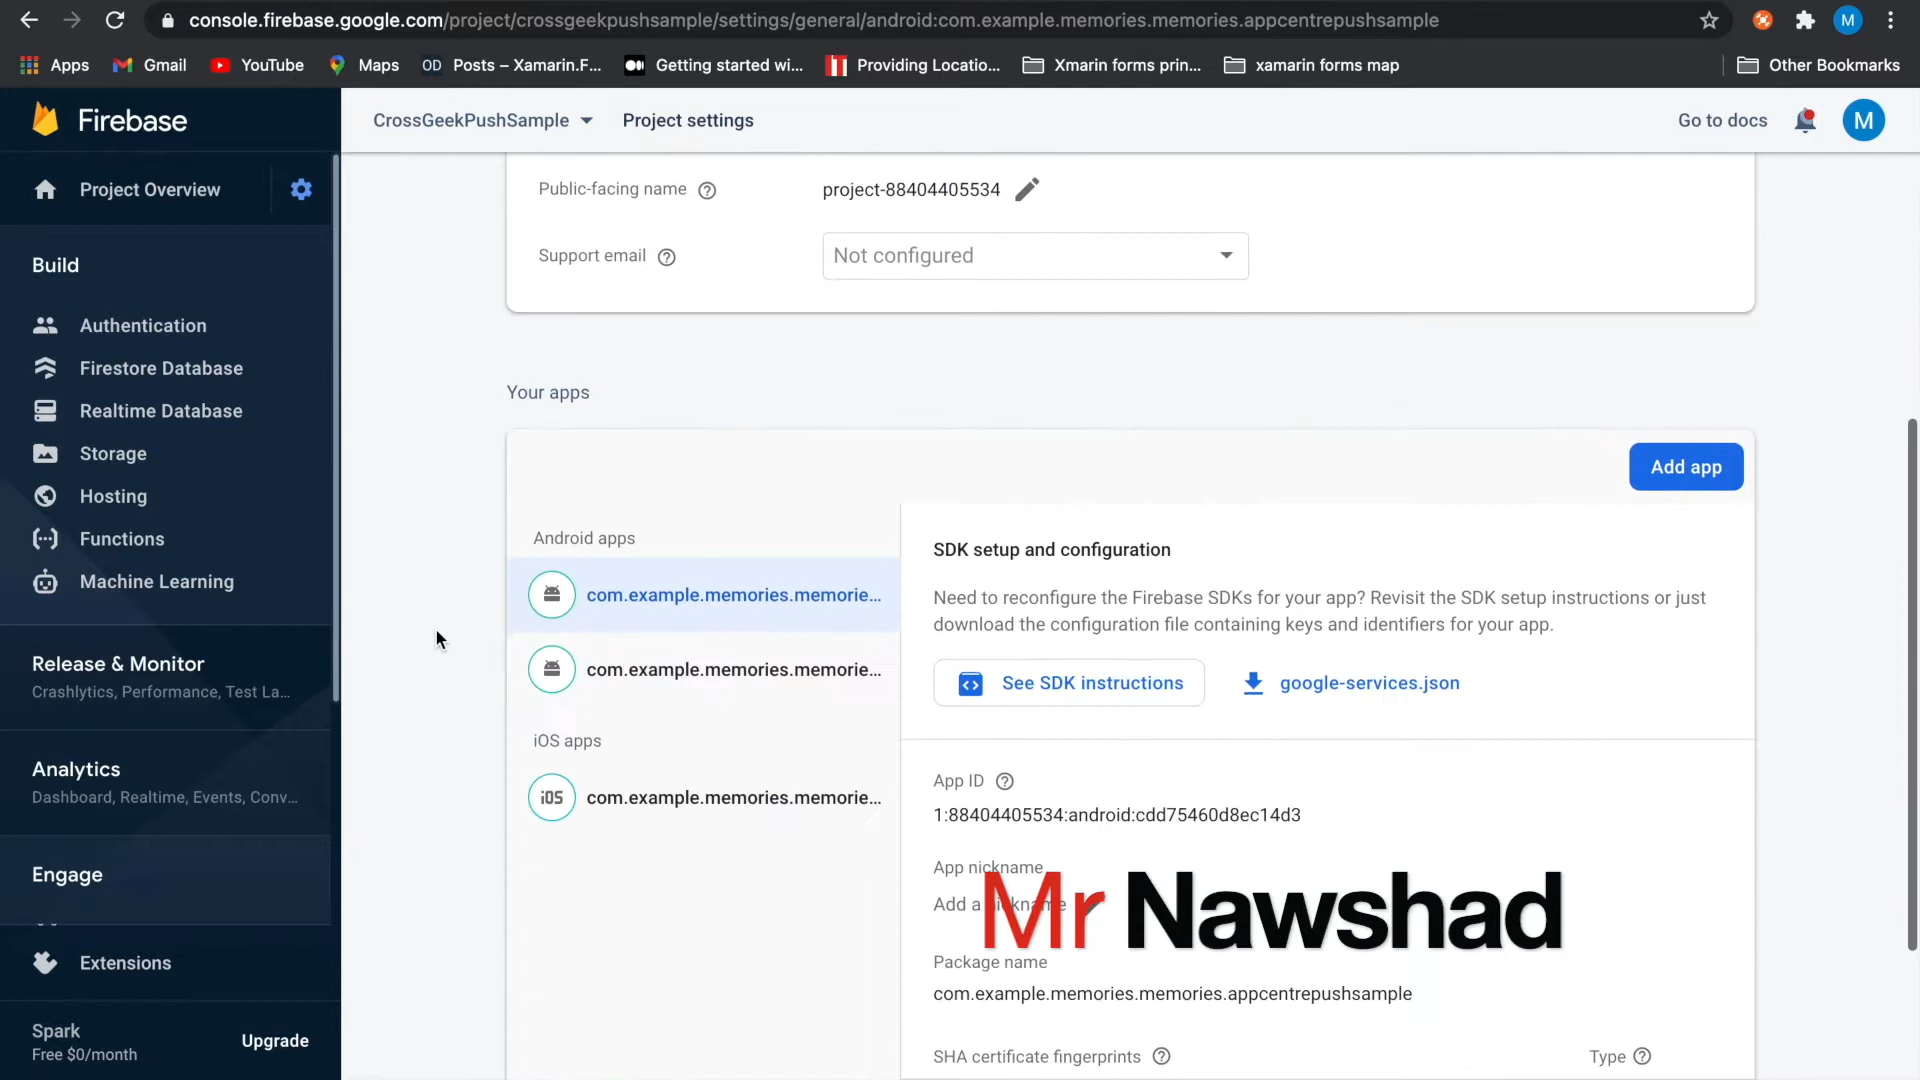 console.firebase.google.com/project/crossgeekpushsample/settings/general/android:com.example.memories.memories.appcentrepushsample
M
Apps
Gmail
YouTube
Maps
OD Posts – Xamarin.F...
Getting started wi...
Providing Locatio...
Xmarin forms prin...
xamarin forms map
Other Bookmarks
Firebase
CrossGeekPushSample
Project settings
Go to docs
M
Project Overview
Public-facing name
project-88404405534
Support email
Not configured
Build
Authentication
Firestore Database
Realtime Database
Storage
Hosting
Functions
Machine Learning
Release & Monitor
Crashlytics, Performance, Test La...
Analytics
Dashboard, Realtime, Events, Conv...
Engage
Extensions
Spark
Free $0/month
Upgrade
Your apps
Add app
Android apps
com.example.memories.memorie...
com.example.memories.memorie...
iOS apps
iOS
com.example.memories.memorie...
SDK setup and configuration
Need to reconfigure the Firebase SDKs for your app? Revisit the SDK setup instructions or just
download the configuration file containing keys and identifiers for your app.
See SDK instructions
google-services.json
App ID
1:88404405534:android:cdd75460d8ec14d3
App nickname
Add a nickname
Mr Nawshad
Package name
com.example.memories.memories.appcentrepushsample
SHA certificate fingerprints
Type